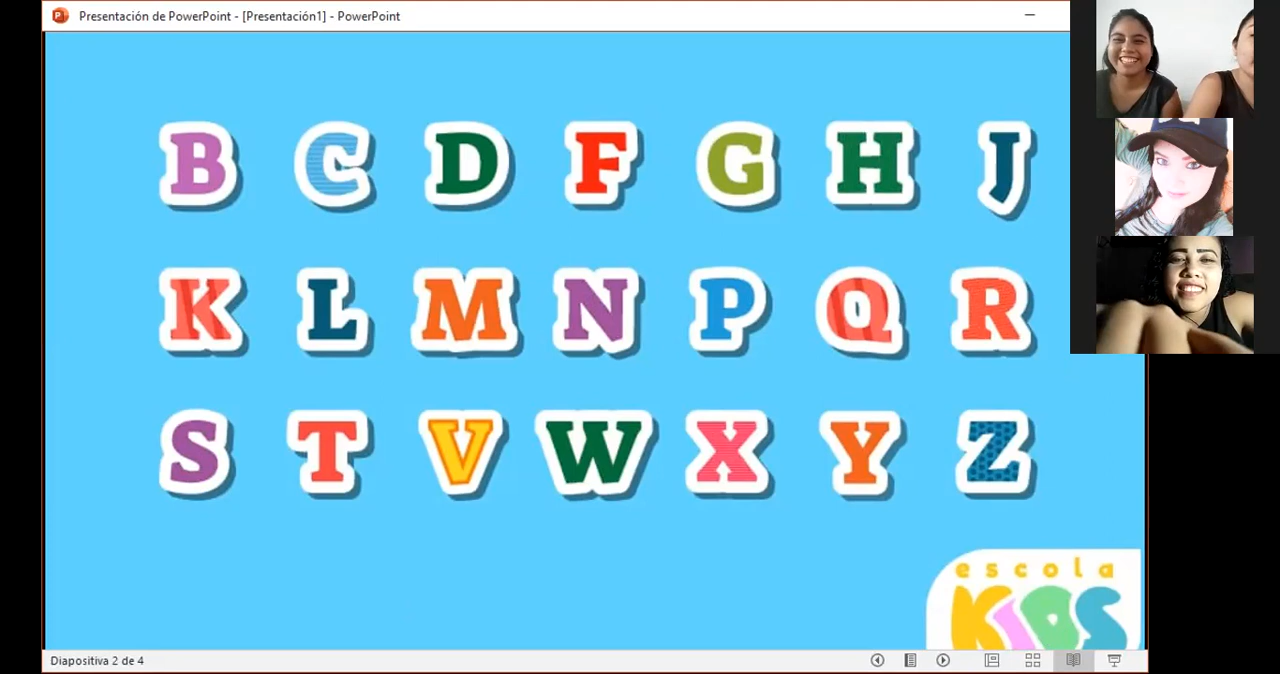 Presentación de PowerPoint - [Presentación1] - PowerPoint
B C D F G H J
K L M N P Q R
S T V W X Y Z
escola
KIDS
Diapositiva 2 de 4